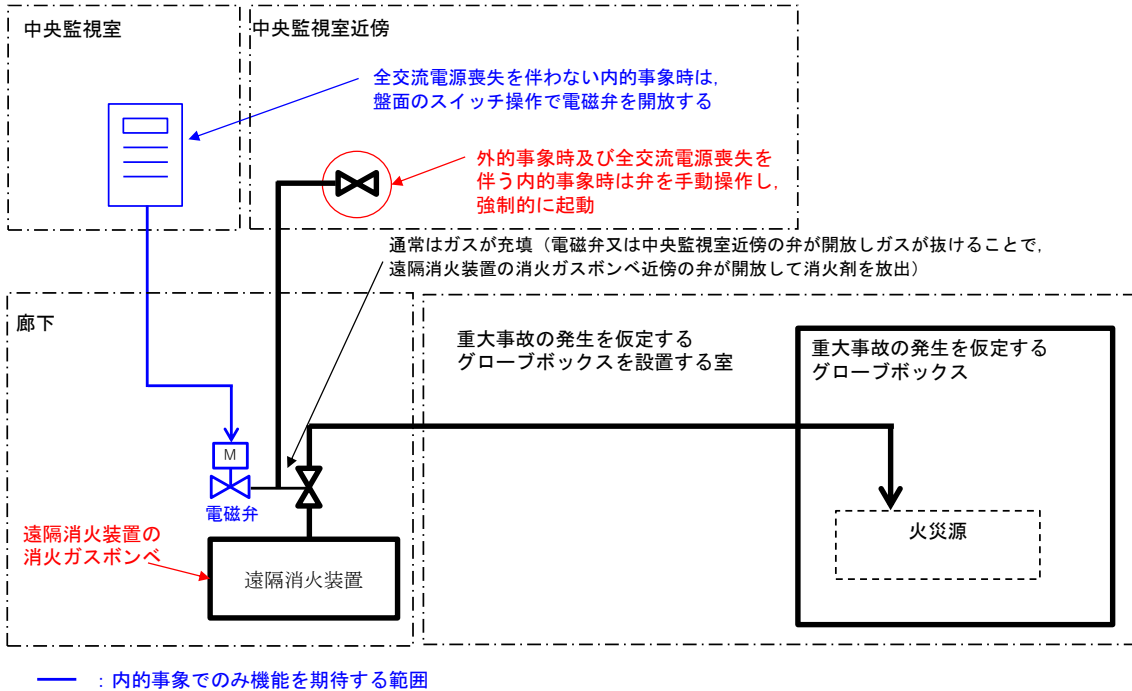 中央監視室
中央監視室近傍
全交流電源喪失を伴わない内的事象時は,
盤面のスイッチ操作で電磁弁を開放する
外的事象時及び全交流電源喪失を
伴う内的事象時は弁を手動操作し,
強制的に起動
通常はガスが充填（電磁弁又は中央監視室近傍の弁が開放しガスが抜けることで,
遠隔消火装置の消火ガスボンベ近傍の弁が開放して消火剤を放出）
廊下
重大事故の発生を仮定する
グローブボックスを設置する室
重大事故の発生を仮定する
グローブボックス
M
電磁弁
遠隔消火装置の
消火ガスボンベ
遠隔消火装置
火災源
：内的事象でのみ機能を期待する範囲